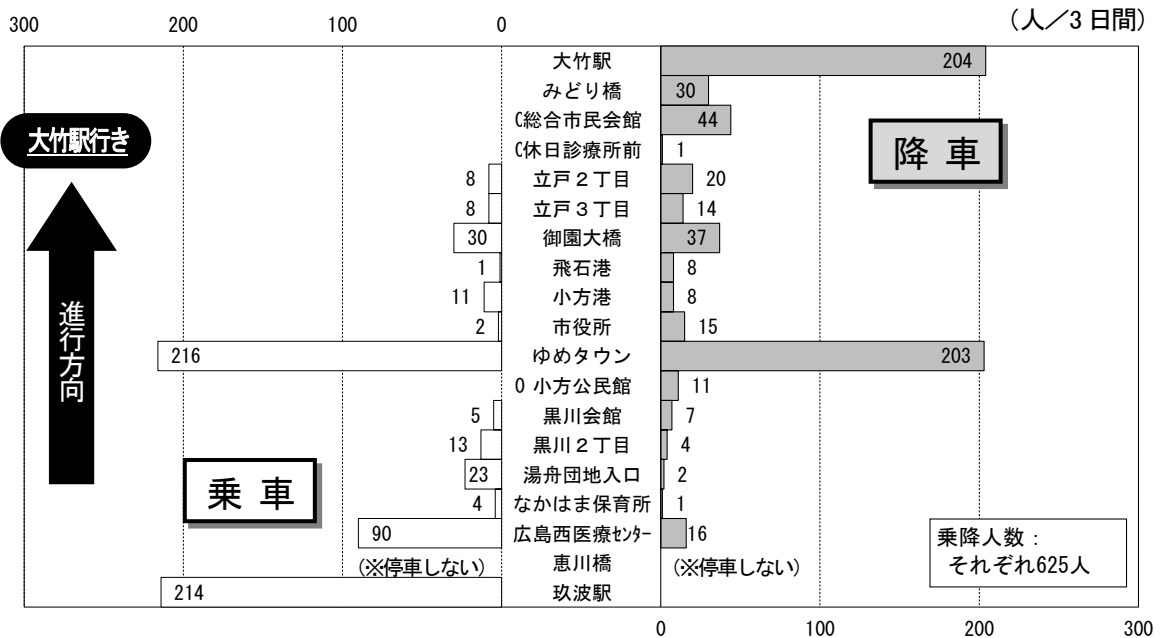 300 200 100 0 (人／3 日間)
大竹駅 204
みどり橋 30
0 総合市民会館 44
0 休日診療所前 1
8 立戸２丁目 20
8 立戸３丁目 14
30 御園大橋 37
1 飛石港 8
11 小方港 8
2 市役所 15
216 ゆめタウン 203
0 小方公民館 11
5 黒川会館 7
13 黒川２丁目 4
23 湯舟団地入口 2
4 なかはま保育所 1
90 広島西医療ｾﾝﾀｰ 16
(※停車しない) 恵川橋 (※停車しない)
214 玖波駅
0 100 200 300
大竹駅行き
進行方向
乗 車
降 車
乗降人数：
それぞれ625人